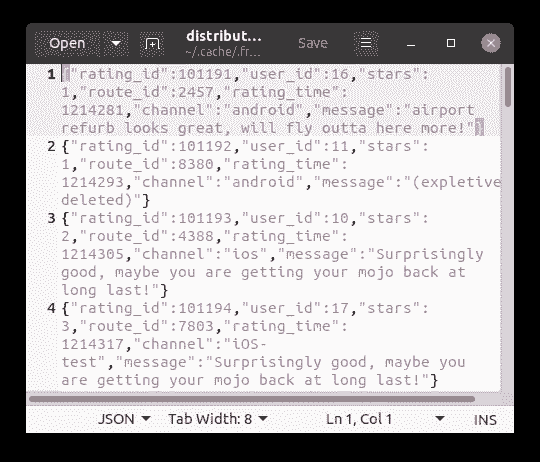 Open
distribut...
~/.cache/.fr...
Save
1 {"rating_id":101191,"user_id":16,"stars":
1,"route_id":2457,"rating_time":
1214281,"channel":"android","message":"airport
refurb looks great, will fly outta here more!"}
2 {"rating_id":101192,"user_id":11,"stars":
1,"route_id":8380,"rating_time":
1214293,"channel":"android","message":"(expletive
deleted)"}
3 {"rating_id":101193,"user_id":10,"stars":
2,"route_id":4388,"rating_time":
1214305,"channel":"ios","message":"Surprisingly
good, maybe you are getting your mojo back at
long last!"}
4 {"rating_id":101194,"user_id":17,"stars":
3,"route_id":7803,"rating_time":
1214317,"channel":"iOS-
test","message":"Surprisingly good, maybe you
are getting your mojo back at long last!"}
JSON Tab Width: 8 Ln 1, Col 1 INS